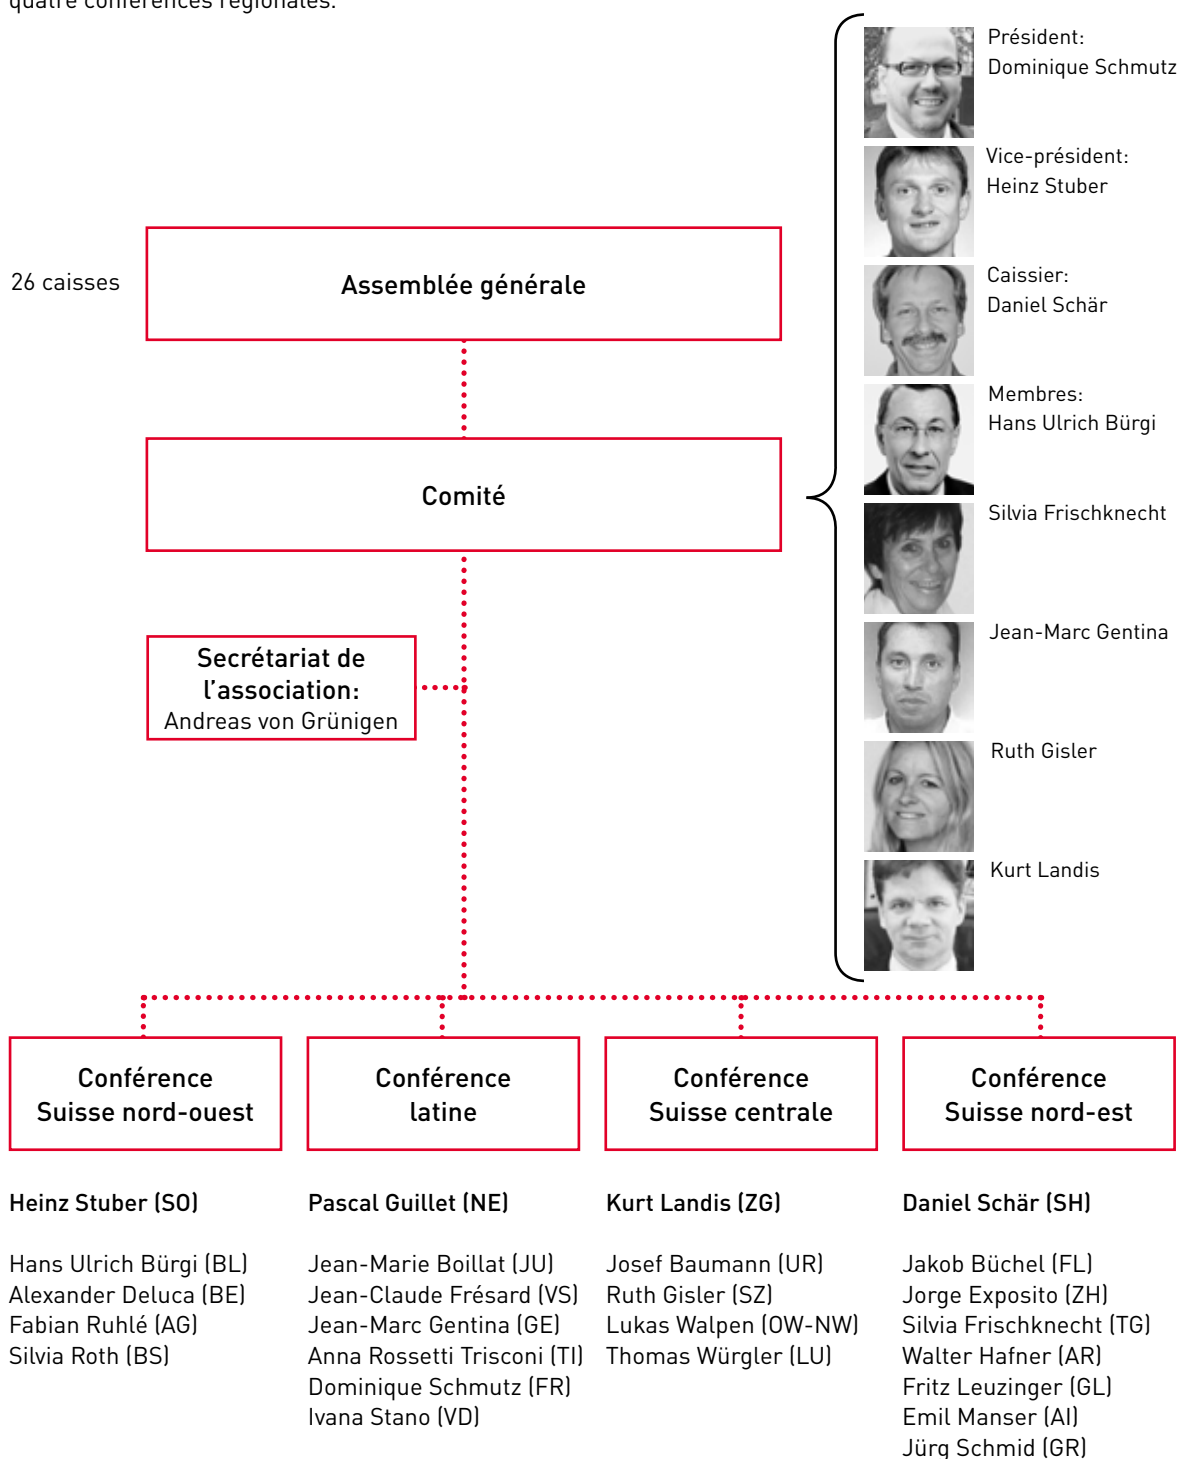 quatre conférences régionales.
Président:
Dominique Schmutz
Vice-président:
Heinz Stuber
26 caisses
Assemblée générale
Caissier:
Daniel Schär
Membres:
Hans Ulrich Bürgi
Comité
Silvia Frischknecht
Jean-Marc Gentina
Secrétariat de
l’association:
Andreas von Grünigen
Ruth Gisler
Kurt Landis
Conférence
Suisse nord-ouest
Conférence
latine
Conférence
Suisse centrale
Conférence
Suisse nord-est
Heinz Stuber (SO)
Hans Ulrich Bürgi (BL)
Alexander Deluca (BE)
Fabian Ruhlé (AG)
Silvia Roth (BS)
Pascal Guillet (NE)
Jean-Marie Boillat (JU)
Jean-Claude Frésard (VS)
Jean-Marc Gentina (GE)
Anna Rossetti Trisconi (TI)
Dominique Schmutz (FR)
Ivana Stano (VD)
Kurt Landis (ZG)
Josef Baumann (UR)
Ruth Gisler (SZ)
Lukas Walpen (OW-NW)
Thomas Würgler (LU)
Daniel Schär (SH)
Jakob Büchel (FL)
Jorge Exposito (ZH)
Silvia Frischknecht (TG)
Walter Hafner (AR)
Fritz Leuzinger (GL)
Emil Manser (AI)
Jürg Schmid (GR)